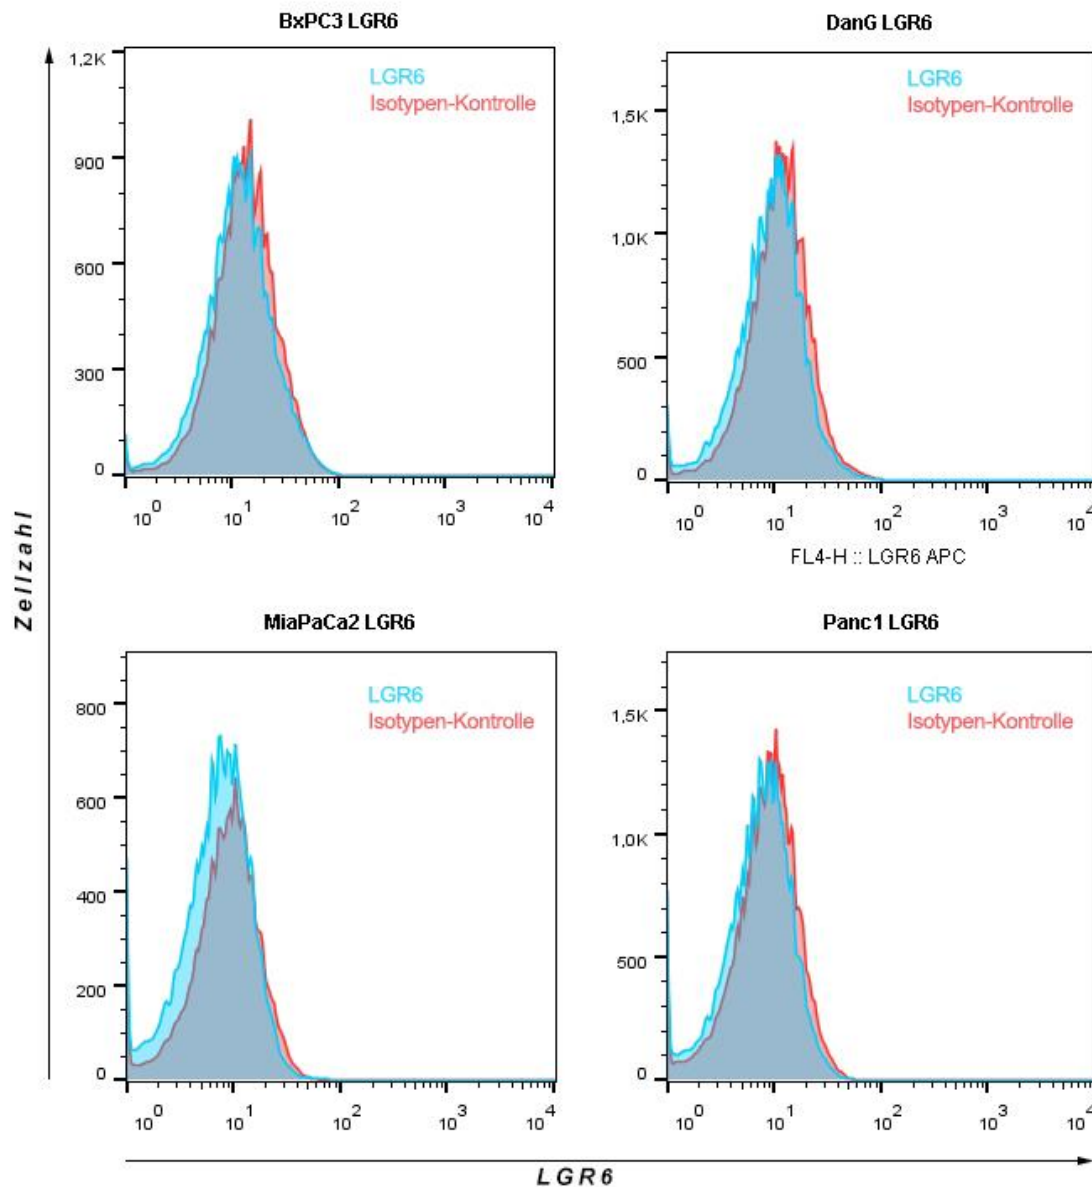 BxPC3 LGR6
1,2K
900
600
300
0
10^0 10^1 10^2 10^3 10^4
LGR6
Isotypen-Kontrolle
DanG LGR6
1,5K
1,0K
500
0
10^0 10^1 10^2 10^3 10^4
LGR6
Isotypen-Kontrolle
FL4-H :: LGR6 APC
Zellzahl
MiaPaCa2 LGR6
800
600
400
200
0
10^0 10^1 10^2 10^3 10^4
LGR6
Isotypen-Kontrolle
Panc1 LGR6
1,5K
1,0K
500
0
10^0 10^1 10^2 10^3 10^4
LGR6
Isotypen-Kontrolle
LGR6